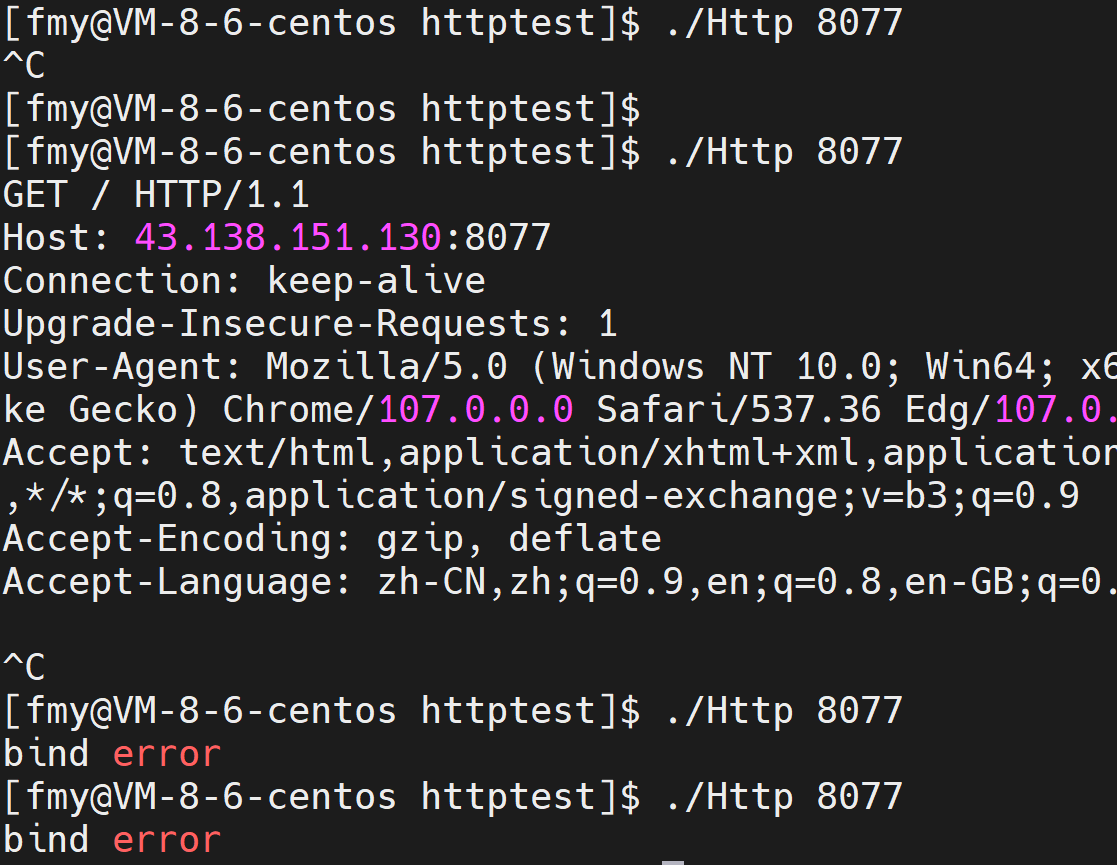 [fmy@VM-8-6-centos httptest]$ ./Http 8077
^C
[fmy@VM-8-6-centos httptest]$
[fmy@VM-8-6-centos httptest]$ ./Http 8077
GET / HTTP/1.1
Host: 43.138.151.130:8077
Connection: keep-alive
Upgrade-Insecure-Requests: 1
User-Agent: Mozilla/5.0 (Windows NT 10.0; Win64; x6
ke Gecko) Chrome/107.0.0.0 Safari/537.36 Edg/107.0.
Accept: text/html,application/xhtml+xml,application
,*/*;q=0.8,application/signed-exchange;v=b3;q=0.9
Accept-Encoding: gzip, deflate
Accept-Language: zh-CN,zh;q=0.9,en;q=0.8,en-GB;q=0.
^C
[fmy@VM-8-6-centos httptest]$ ./Http 8077
bind error
[fmy@VM-8-6-centos httptest]$ ./Http 8077
bind error